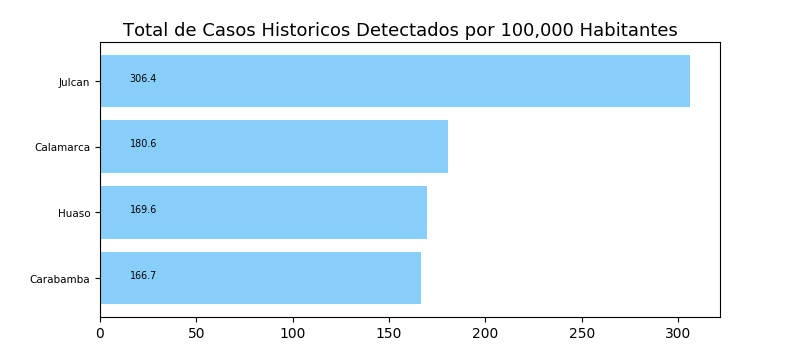 Total de Casos Historicos Detectados por 100,000 Habitantes
Julcan
306.4
Calamarca
180.6
Huaso
169.6
Carabamba
166.7
0 50 100 150 200 250 300